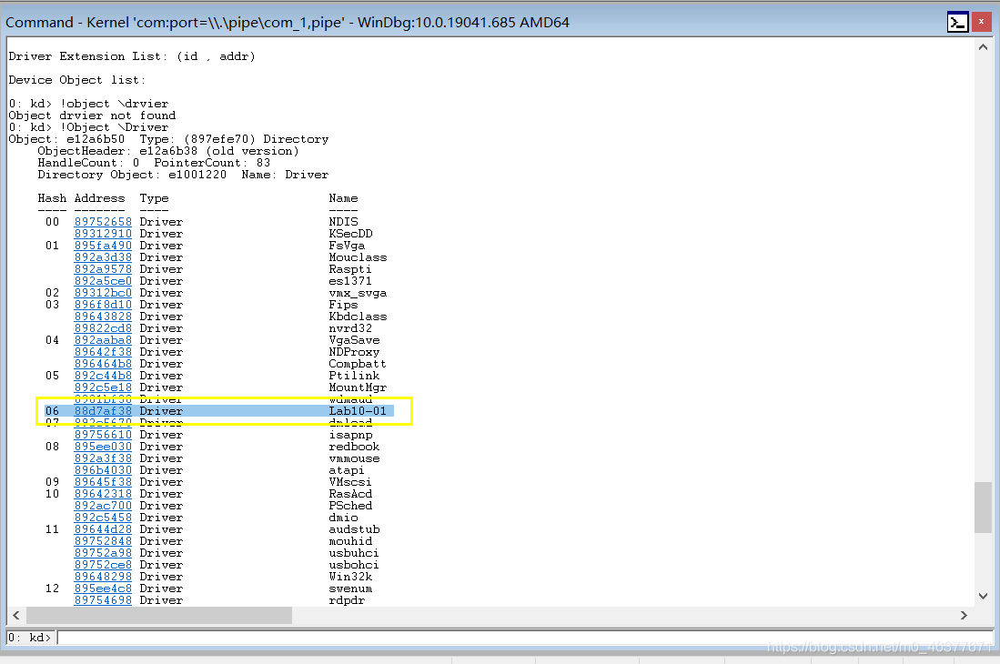 Command - Kernel 'com:port=\\.\pipe\com_1,pipe' - WinDbg:10.0.19041.685 AMD64
Driver Extension List: (id , addr)
Device Object list:
0: kd> !object \drvier
Object drvier not found
0: kd> !Object \Driver
Object: e12a6b50  Type: (897efe70) Directory
    ObjectHeader: e12a6b38 (old version)
    HandleCount: 0  PointerCount: 83
    Directory Object: e1001220  Name: Driver
    Hash Address  Type                      Name
    ---- -------  ----                      ----
     00  89752658 Driver                    NDIS
         89312910 Driver                    KSecDD
     01  895fa490 Driver                    FsVga
         892a3d38 Driver                    Mouclass
         892a9578 Driver                    Raspti
         892a5ce0 Driver                    es1371
     02  89312bc0 Driver                    vmx_svga
     03  896f8d10 Driver                    Fips
         89643828 Driver                    Kbdclass
         89822cd8 Driver                    nvrd32
     04  892aaba8 Driver                    VgaSave
         89642f38 Driver                    NDProxy
         896464b8 Driver                    Compbatt
     05  892c44b8 Driver                    Ptilink
         892c5e18 Driver                    MountMgr
         8981bf38 Driver                    wdmaud
     06  88d7af38 Driver                    Lab10-01
     07  892c5670 Driver                    dmload
         89756610 Driver                    isapnp
     08  895ee030 Driver                    redbook
         892a3f38 Driver                    vmmouse
         896b4030 Driver                    atapi
     09  89645f38 Driver                    VMscsi
     10  89642318 Driver                    RasAcd
         892ac700 Driver                    PSched
         892c5458 Driver                    dmio
     11  89644d28 Driver                    audstub
         89752848 Driver                    mouhid
         89752a98 Driver                    usbuhci
         89752ce8 Driver                    usbohci
         89648298 Driver                    Win32k
     12  895ee4c8 Driver                    swenum
         89754698 Driver                    rdpdr
0: kd>
https://blog.csdn.net/m0_46377671